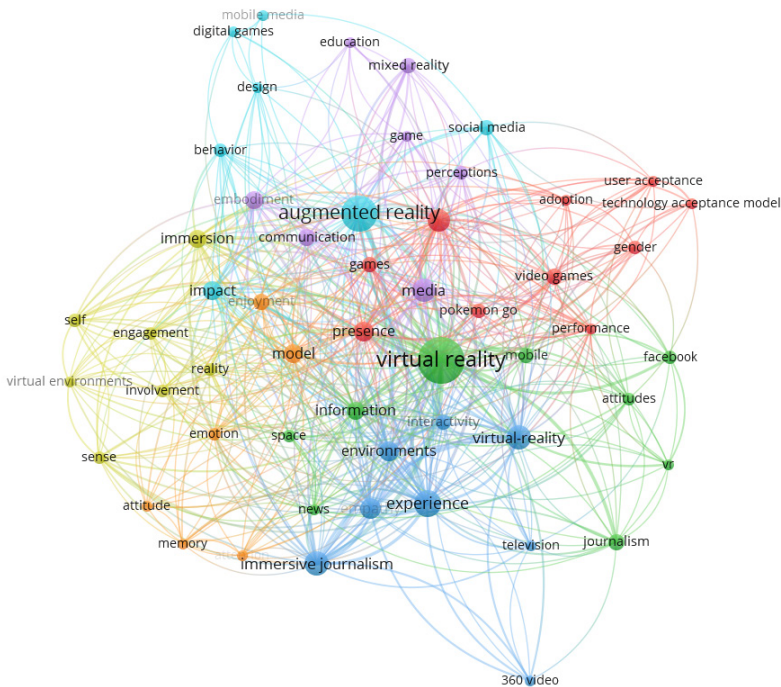 mobile media
digital games
education
mixed reality
design
social media
game
behavior
perceptions
user acceptance
embodiment
adoption
technology acceptance model
augmented reality
immersion
communication
gender
games
video games
impact
media
enjoyment
pokemon go
self
engagement
presence
performance
model
virtual reality
mobile
facebook
reality
virtual environments
involvement
attitudes
information
interactivity
emotion
space
virtual-reality
environments
sense
vr
attitude
news
experience
memory
television
journalism
immersive journalism
360 video